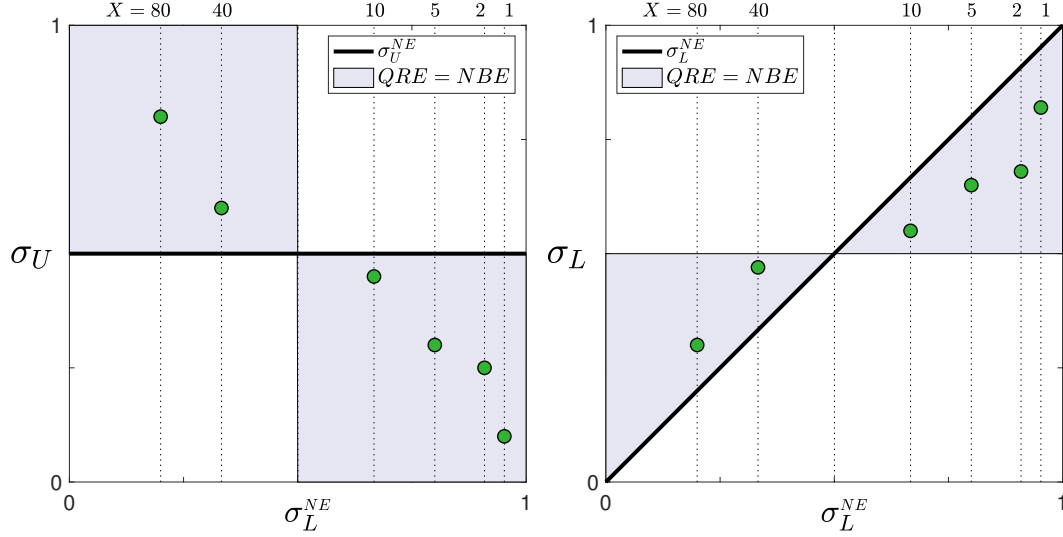 X = 80 40 10 5 2 1
1
σ_U^{NE}
QRE = NBE
σ_U
0
0 1
σ_L^{NE}
X = 80 40 10 5 2 1
1
σ_L^{NE}
QRE = NBE
σ_L
0
0 1
σ_L^{NE}